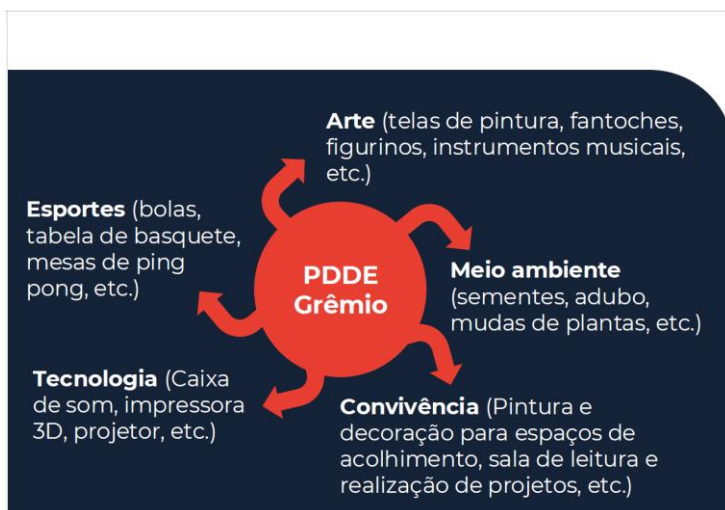 Arte (telas de pintura, fantoches,
figurinos, instrumentos musicais,
etc.)
Esportes (bolas,
tabela de basquete,
mesas de ping
pong, etc.)
PDDE
Grêmio
Meio ambiente
(sementes, adubo,
mudas de plantas, etc.)
Tecnologia (Caixa
de som, impressora
3D, projetor, etc.)
Convivência (Pintura e
decoração para espaços de
acolhimento, sala de leitura e
realização de projetos, etc.)